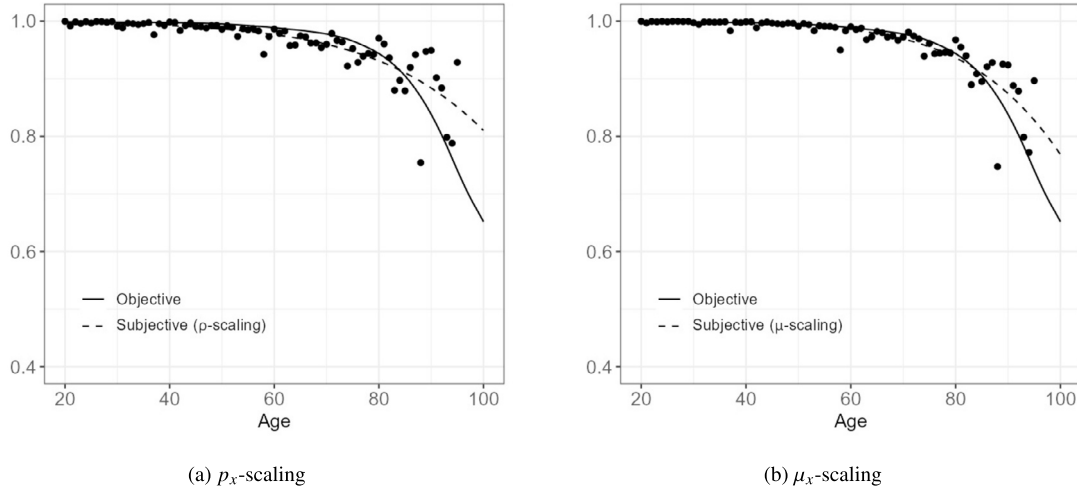 1.0
0.8
0.6
0.4
Objective
Subjective (ρ-scaling)
20 40 60 80 100
Age
(a) pₓ-scaling
1.0
0.8
0.6
0.4
Objective
Subjective (μ-scaling)
20 40 60 80 100
Age
(b) μₓ-scaling